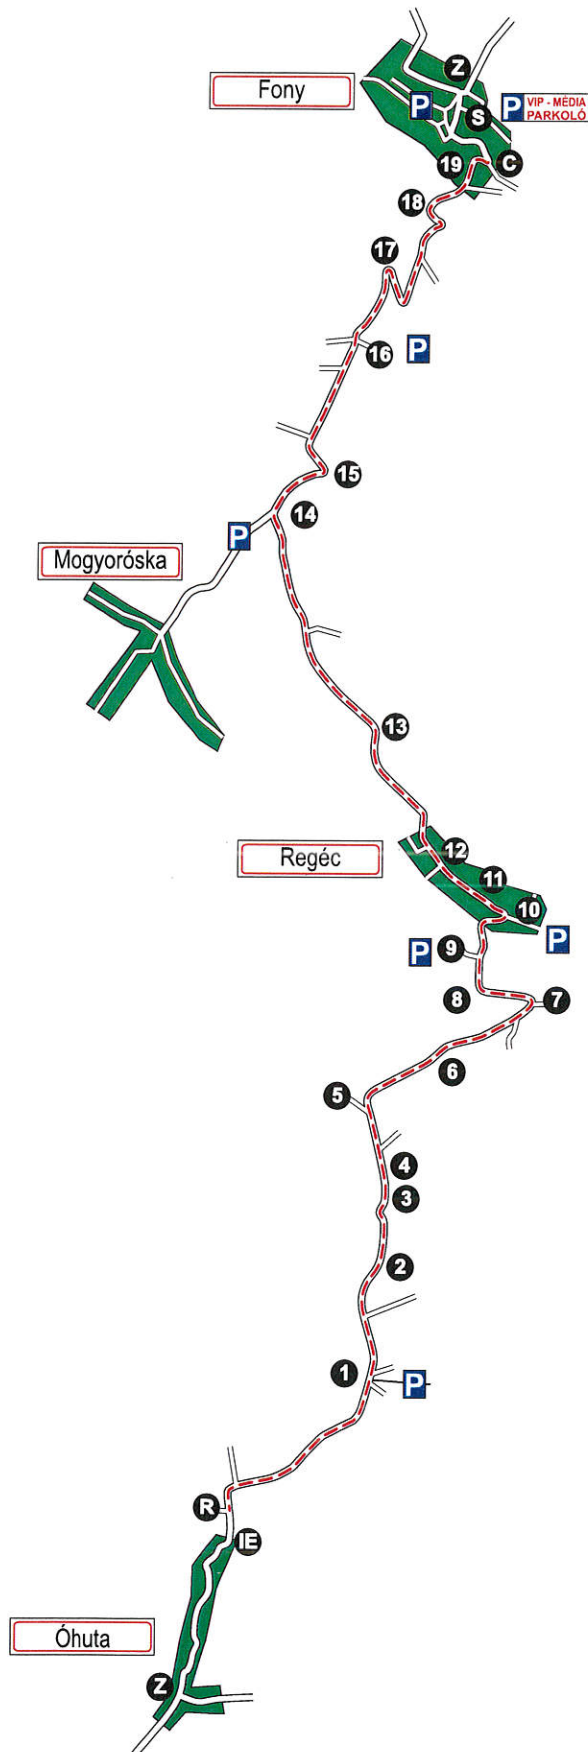 Z
Fony
P
S
P
VIP - MÉDIA
PARKOLÓ
19
C
18
17
16
P
15
14
P
Mogyoróska
13
Regéc
12
11
10
P
9
P
8
7
6
5
4
3
2
1
P
R
IE
Óhuta
Z